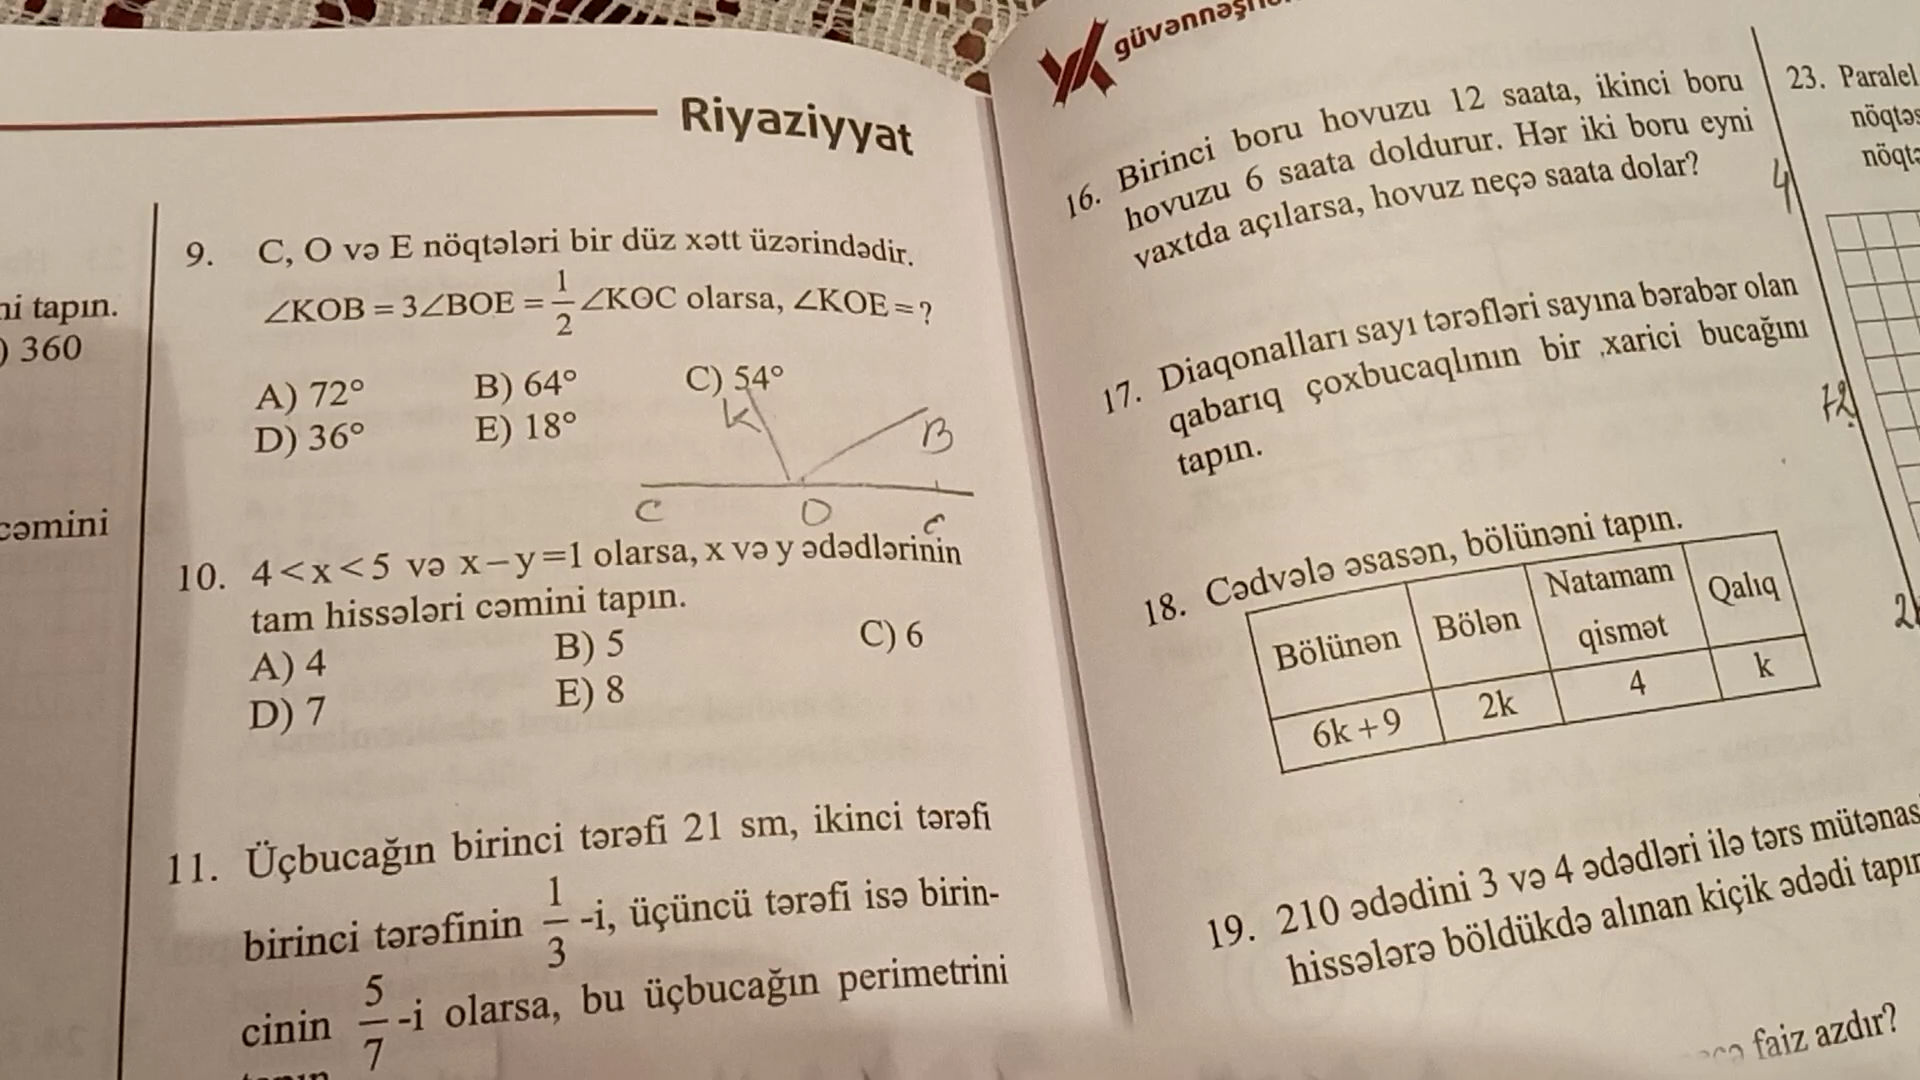 Riyaziyyat
ni tapın.
) 360
cəmini
9. C, O və E nöqtələri bir düz xətt üzərindədir.
∠KOB = 3∠BOE = 1/2 ∠KOC olarsa, ∠KOE = ?
A) 72° B) 64° C) 54°
D) 36° E) 18°
K
B
C O E
10. 4 < x < 5 və x − y = 1 olarsa, x və y ədədlərinin
tam hissələri cəmini tapın.
A) 4 B) 5 C) 6
D) 7 E) 8
11. Üçbucağın birinci tərəfi 21 sm, ikinci tərəfi
birinci tərəfinin 1/3 -i, üçüncü tərəfi isə birin-
cinin 5/7 -i olarsa, bu üçbucağın perimetrini
16. Birinci boru hovuzu 12 saata, ikinci boru
hovuzu 6 saata doldurur. Hər iki boru eyni
vaxtda açılarsa, hovuz neçə saata dolar?
4
17. Diaqonalları sayı tərəfləri sayına bərabər olan
qabarıq çoxbucaqlının bir xarici bucağını
tapın.
72
18. Cədvələ əsasən, bölünəni tapın.
Bölünən Bölən Natamam qismət Qalıq
6k + 9 2k 4 k
19. 210 ədədini 3 və 4 ədədləri ilə tərs mütənas
hissələrə böldükdə alınan kiçik ədədi tapın
faiz azdır?
23. Paralel
nöqtəs
nöqtə